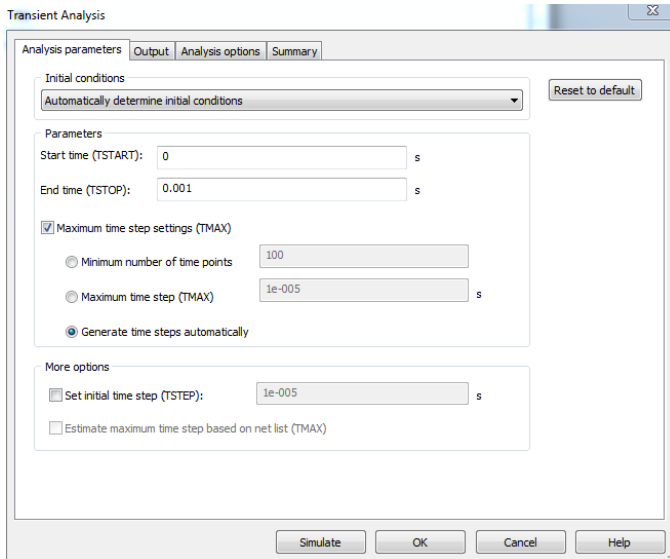 Transient Analysis
Analysis parameters Output Analysis options Summary
Initial conditions
Automatically determine initial conditions
Reset to default
Parameters
Start time (TSTART): 0 s
End time (TSTOP): 0.001 s
Maximum time step settings (TMAX)
Minimum number of time points 100
Maximum time step (TMAX) 1e-005 s
Generate time steps automatically
More options
Set initial time step (TSTEP): 1e-005 s
Estimate maximum time step based on net list (TMAX)
Simulate OK Cancel Help